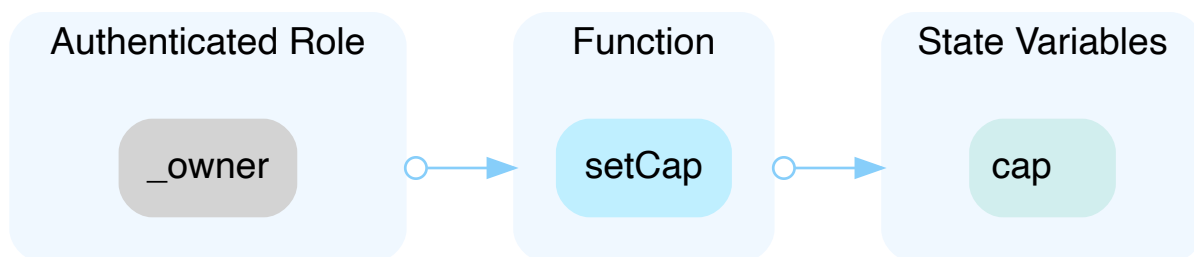 Authenticated Role
Function
State Variables
_owner
setCap
cap